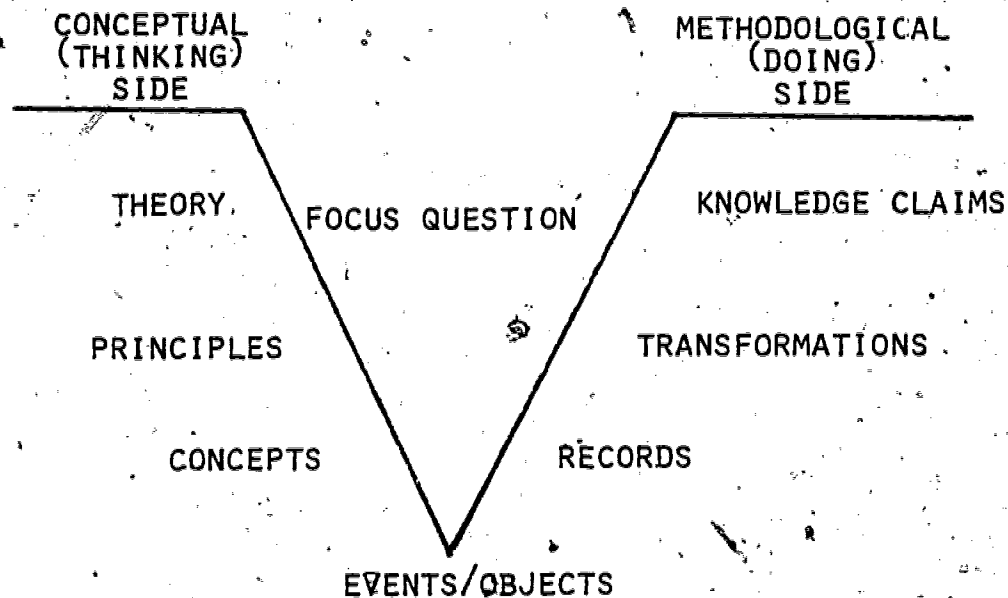 CONCEPTUAL
(THINKING)
SIDE
METHODOLOGICAL
(DOING)
SIDE
THEORY
FOCUS QUESTION
KNOWLEDGE CLAIMS
PRINCIPLES
TRANSFORMATIONS
CONCEPTS
RECORDS
EVENTS/OBJECTS